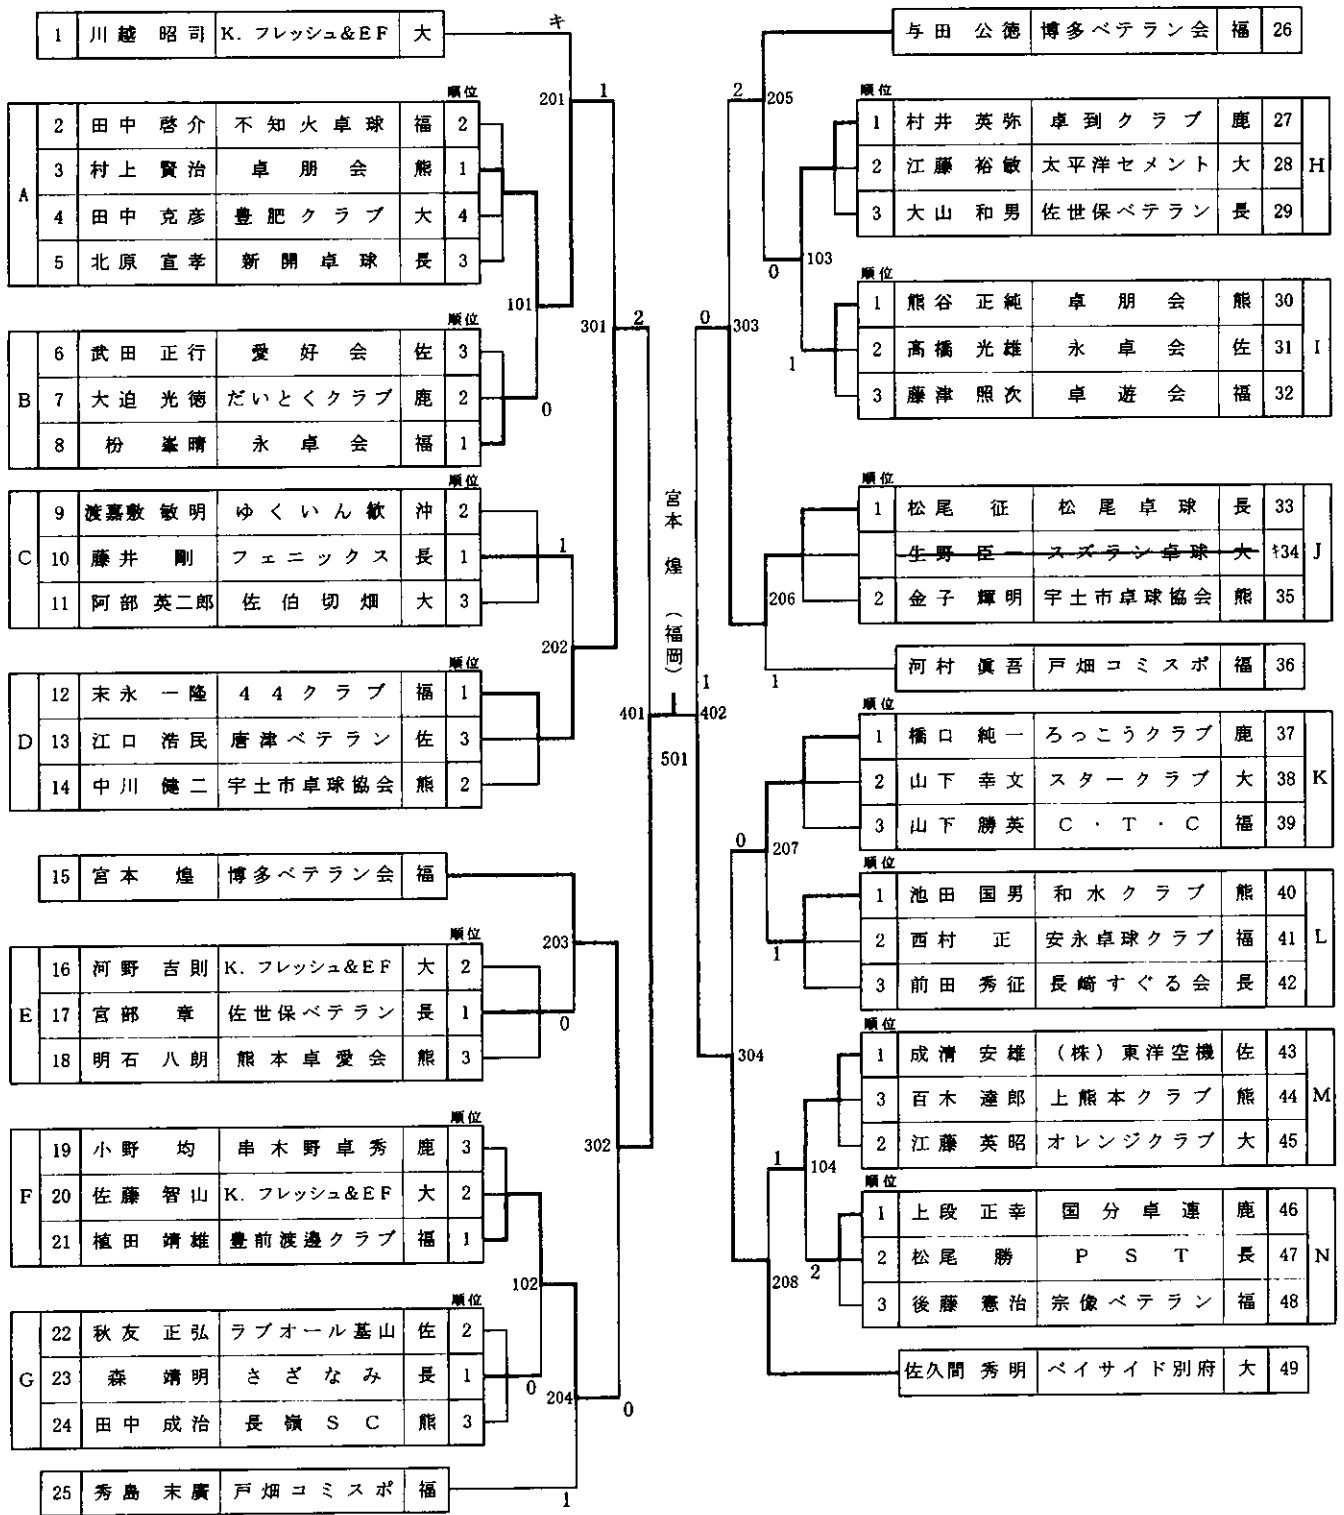 1 川越 昭司 K. フレッシュ&EF 大
キ
201
1
順位
A
2 田中 啓介 不知火卓球 福 2
3 村上 賢治 卓朋会 熊 1
4 田中 克彦 豊肥クラブ 大 4
5 北原 宣孝 新開卓球 長 3
101
301
2
順位
B
6 武田 正行 愛好会 佐 3
7 大迫 光徳 だいとくクラブ 鹿 2
8 枌 峯晴 永卓会 福 1
0
順位
C
9 渡嘉敷 敏明 ゆくいん歓 沖 2
10 藤井 剛 フェニックス 長 1
11 阿部 英二郎 佐伯切畑 大 3
1
202
順位
D
12 末永 一隆 44クラブ 福 1
13 江口 浩民 唐津ベテラン 佐 3
14 中川 健二 宇土市卓球協会 熊 2
401
15 宮本 煌 博多ベテラン会 福
203
順位
E
16 河野 吉則 K. フレッシュ&EF 大 2
17 宮部 章 佐世保ベテラン 長 1
18 明石 八朗 熊本卓愛会 熊 3
0
順位
F
19 小野 均 串木野卓秀 鹿 3
20 佐藤 智山 K. フレッシュ&EF 大 2
21 植田 靖雄 豊前渡邊クラブ 福 1
302
102
順位
G
22 秋友 正弘 ラブオール基山 佐 2
23 森 靖明 さざなみ 長 1
24 田中 成治 長嶺SC 熊 3
0
204
0
25 秀島 末廣 戸畑コミスポ 福
1
宮本 煌 (福岡)
501
与田 公徳 博多ベテラン会 福 26
2
205
順位
1 村井 英弥 卓到クラブ 鹿 27
2 江藤 裕敏 太平洋セメント 大 28
3 大山 和男 佐世保ベテラン 長 29
H
0
103
順位
1 熊谷 正純 卓朋会 熊 30
2 高橋 光雄 永卓会 佐 31
3 藤津 照次 卓遊会 福 32
I
0
303
1
順位
1 松尾 征 松尾卓球 長 33
生野 臣一 スズラン卓球 大 キ34
2 金子 輝明 宇土市卓球協会 熊 35
J
206
河村 眞吾 戸畑コミスポ 福 36
1
1
402
順位
1 橋口 純一 ろっこうクラブ 鹿 37
2 山下 幸文 スタークラブ 大 38
3 山下 勝英 C・T・C 福 39
K
0
207
順位
1 池田 国男 和水クラブ 熊 40
2 西村 正 安永卓球クラブ 福 41
3 前田 秀征 長崎すぐる会 長 42
L
1
304
順位
1 成清 安雄 (株)東洋空機 佐 43
3 百木 達郎 上熊本クラブ 熊 44
2 江藤 英昭 オレンジクラブ 大 45
M
1
104
順位
1 上段 正幸 国分卓連 鹿 46
2 松尾 勝 PST 長 47
3 後藤 憲治 宗像ベテラン 福 48
N
2
208
佐久間 秀明 ベイサイド別府 大 49